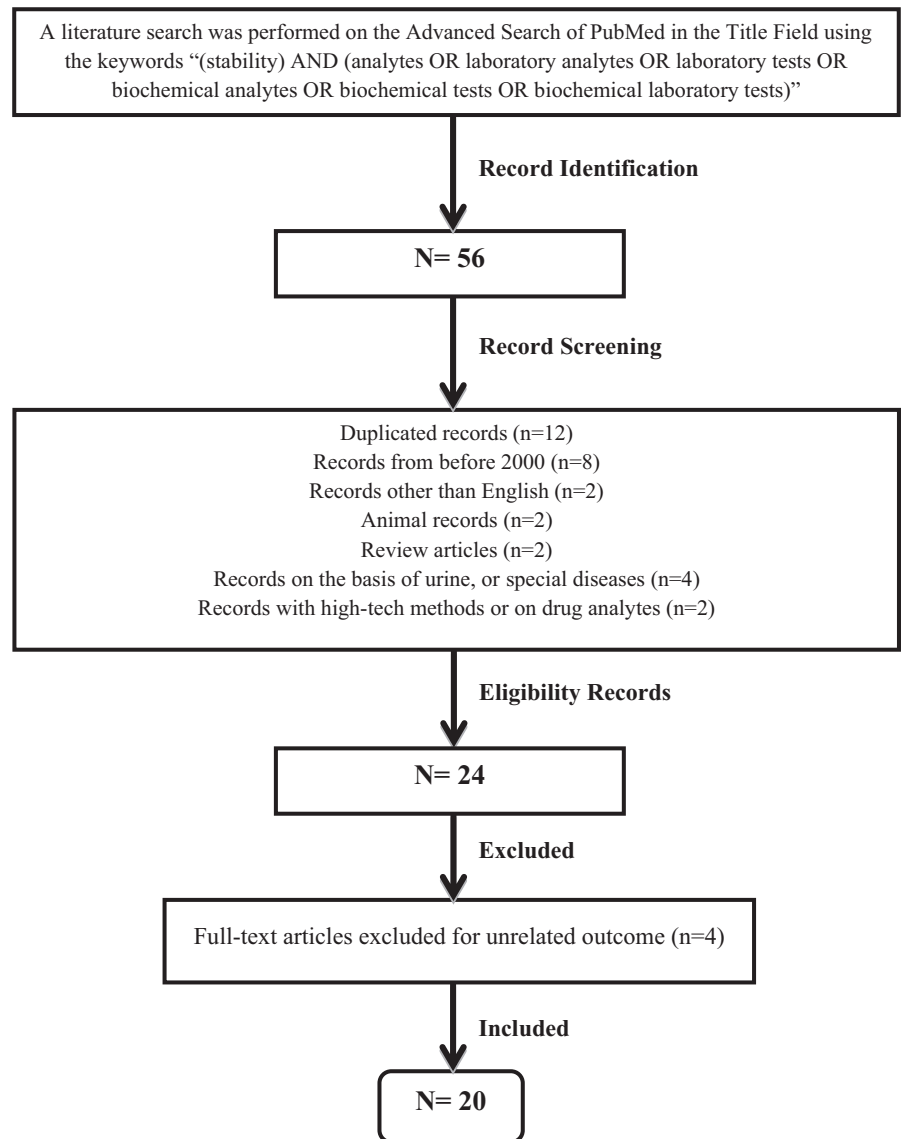 A literature search was performed on the Advanced Search of PubMed in the Title Field using
the keywords “(stability) AND (analytes OR laboratory analytes OR laboratory tests OR
biochemical analytes OR biochemical tests OR biochemical laboratory tests)”
Record Identification
N= 56
Record Screening
Duplicated records (n=12)
Records from before 2000 (n=8)
Records other than English (n=2)
Animal records (n=2)
Review articles (n=2)
Records on the basis of urine, or special diseases (n=4)
Records with high-tech methods or on drug analytes (n=2)
Eligibility Records
N= 24
Excluded
Full-text articles excluded for unrelated outcome (n=4)
Included
N= 20